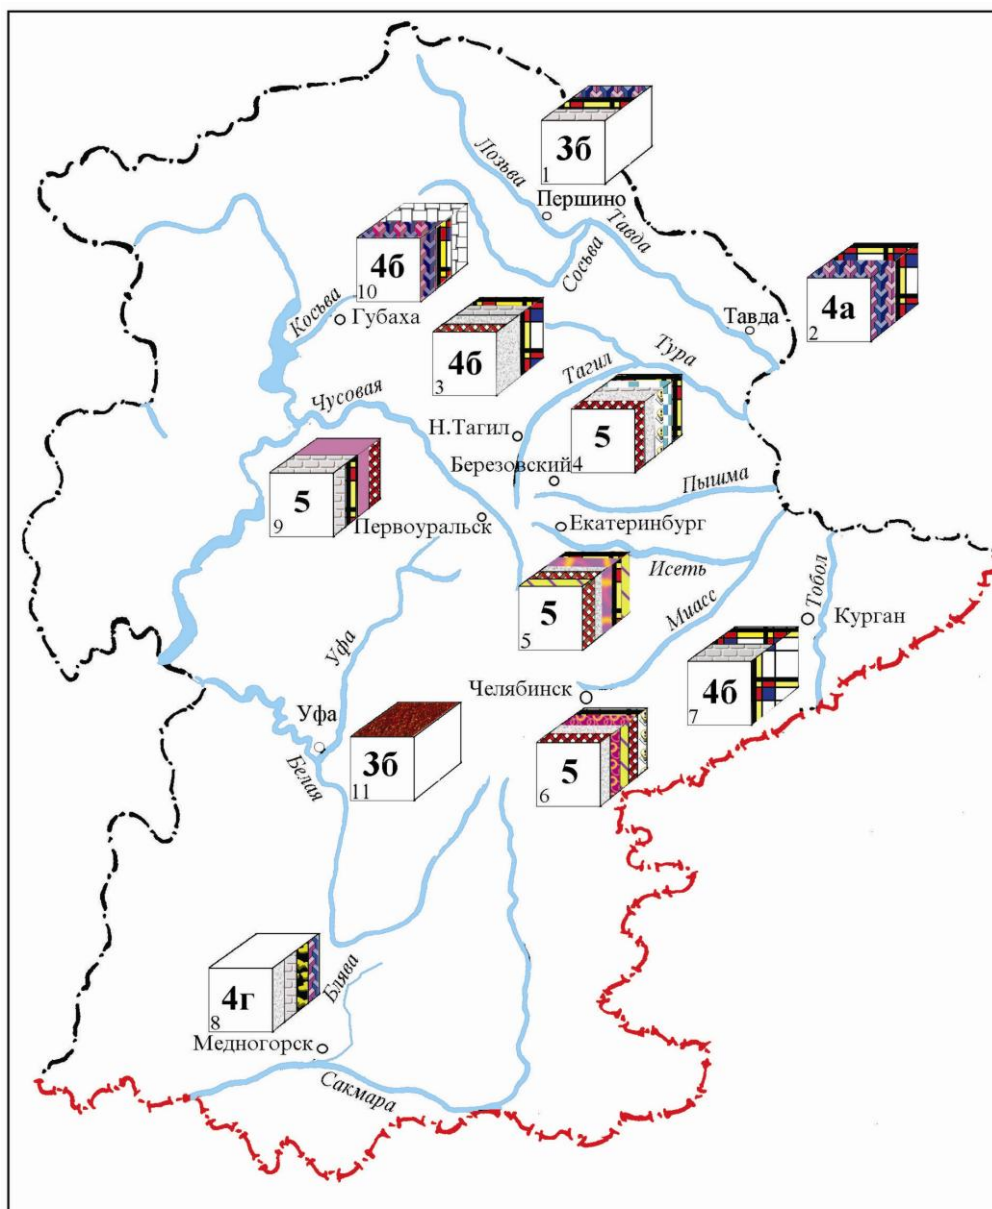 3б
1
Лозьва
Першино
Тавда
4б
10
Сосьва
Косьва
Губаха
4а
2
Тавда
4б
3
Тагил
Тура
Чусовая
Н.Тагил
5
4
Березовский
Пышма
5
9
Первоуральск
Екатеринбург
Исеть
5
5
Миасс
Тобол
Курган
Уфа
4б
7
Челябинск
Уфа
Белая
3б
11
5
6
4г
8
Блява
Медногорск
Сакмара